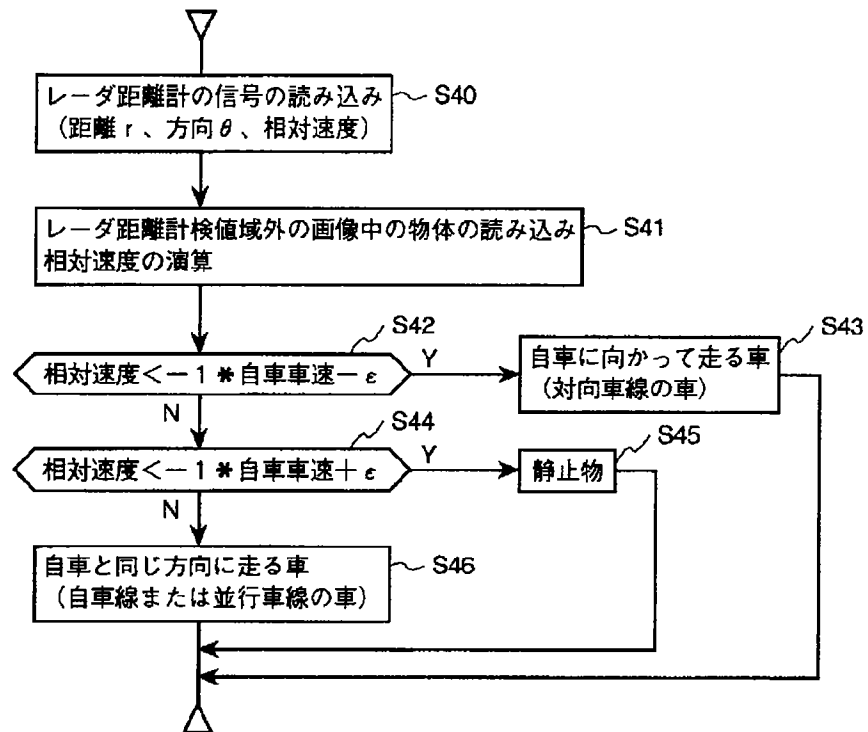 レーダ距離計の信号の読み込み
（距離r、方向θ、相対速度）
S40
レーダ距離計検値域外の画像中の物体の読み込み
相対速度の演算
S41
S42
相対速度<－1*自車車速－ε
Y
N
自車に向かって走る車
（対向車線の車）
S43
S44
相対速度<－1*自車車速＋ε
Y
N
S45
静止物
自車と同じ方向に走る車
（自車線または並行車線の車）
S46